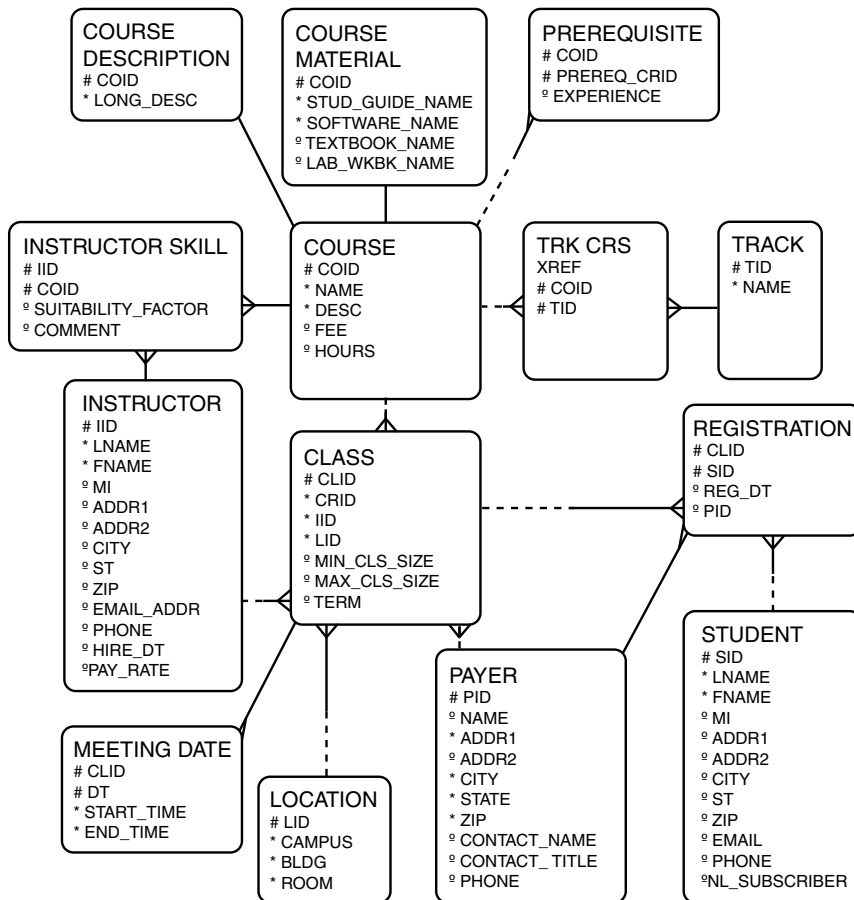 COURSE
DESCRIPTION
# COID
* LONG_DESC
COURSE
MATERIAL
# COID
* STUD_GUIDE_NAME
* SOFTWARE_NAME
º TEXTBOOK_NAME
º LAB_WKBK_NAME
PREREQUISITE
# COID
# PREREQ_CRID
º EXPERIENCE
INSTRUCTOR SKILL
# IID
# COID
º SUITABILITY_FACTOR
º COMMENT
COURSE
# COID
* NAME
* DESC
º FEE
º HOURS
TRK CRS
XREF
# COID
# TID
TRACK
# TID
* NAME
INSTRUCTOR
# IID
* LNAME
* FNAME
º MI
º ADDR1
º ADDR2
º CITY
º ST
º ZIP
º EMAIL_ADDR
º PHONE
º HIRE_DT
ºPAY_RATE
CLASS
# CLID
* CRID
* IID
* LID
º MIN_CLS_SIZE
º MAX_CLS_SIZE
º TERM
REGISTRATION
# CLID
# SID
º REG_DT
º PID
MEETING DATE
# CLID
# DT
* START_TIME
* END_TIME
LOCATION
# LID
* CAMPUS
* BLDG
* ROOM
PAYER
# PID
º NAME
* ADDR1
º ADDR2
* CITY
* STATE
* ZIP
º CONTACT_NAME
º CONTACT_ TITLE
º PHONE
STUDENT
# SID
* LNAME
* FNAME
º MI
º ADDR1
º ADDR2
º CITY
º ST
º ZIP
º EMAIL
º PHONE
ºNL_SUBSCRIBER